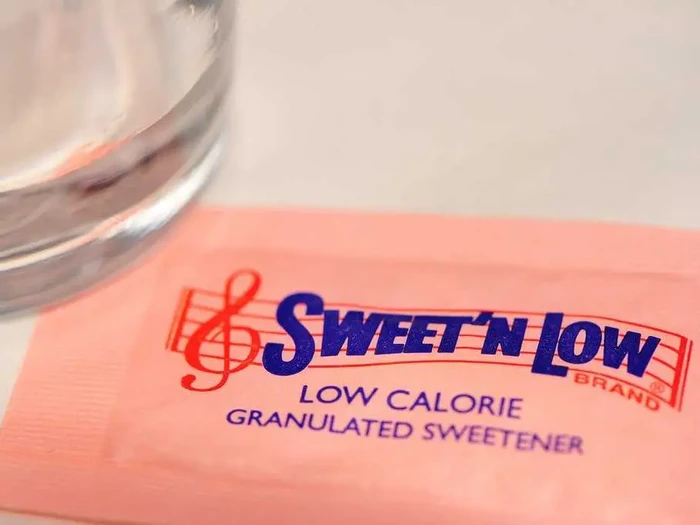 SWEET'N LOW®
BRAND
LOW CALORIE
GRANULATED SWEETENER